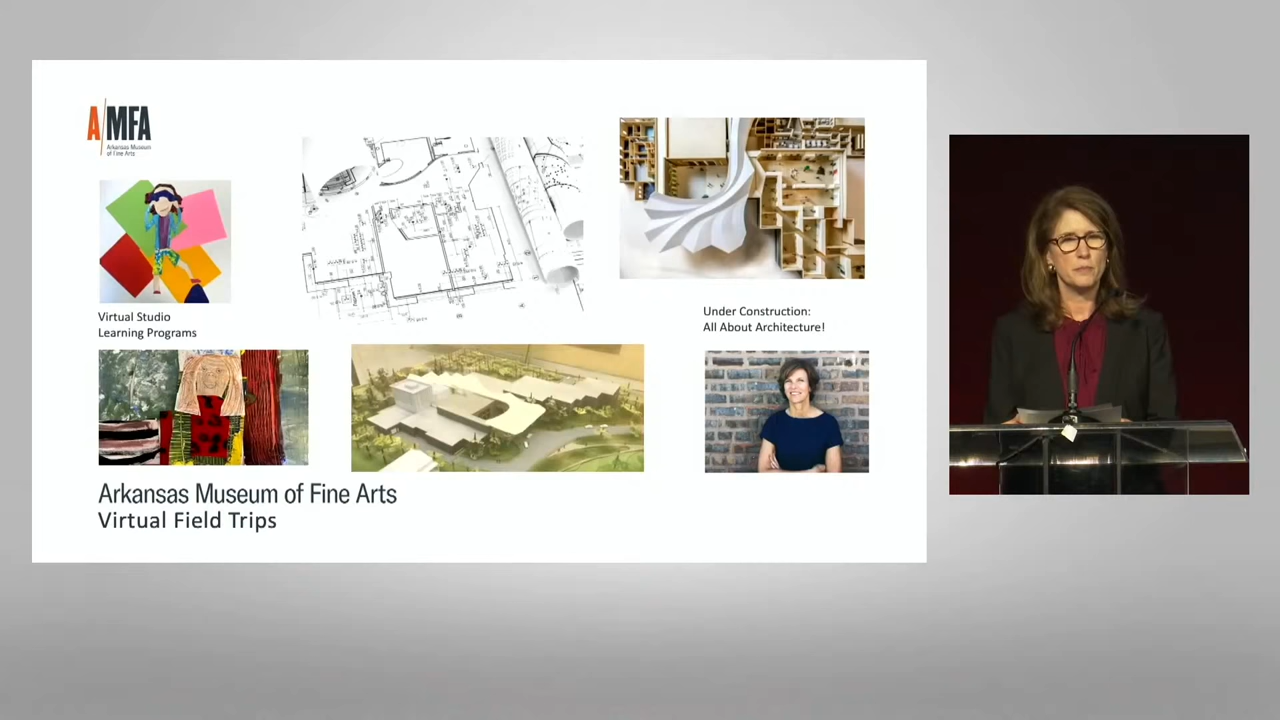 A/MFA
Arkansas Museum
of Fine Arts
Virtual Studio
Learning Programs
Under Construction:
All About Architecture!
Arkansas Museum of Fine Arts
Virtual Field Trips